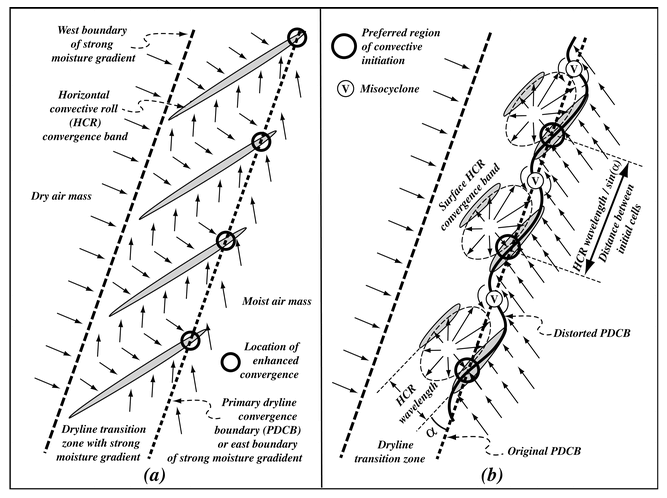 West boundary
of strong
moisture gradient
Horizontal
convective roll
(HCR)
convergence band
Dry air mass
Moist air mass
Location of
enhanced
convergence
Primary dryline
convergence
boundary (PDCB)
or east boundary
of strong moisture gradident
Dryline transition
zone with strong
moisture gradient
(a)
Preferred region
of convective
initiation
V Misocyclone
V
V
V
Surface HCR
convergence band
HCR wavelength / sin(α)
Distance between
initial cells
Distorted PDCB
HCR
wavelength
α
Dryline
transition zone
Original PDCB
(b)